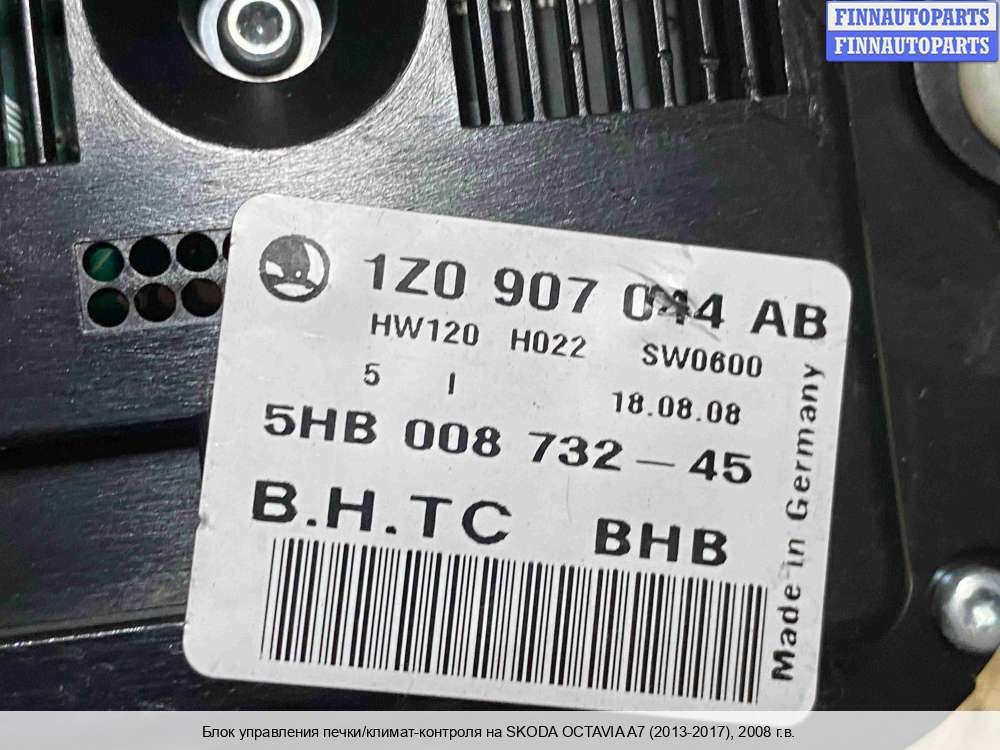 FINNAUTOPARTS
FINNAUTOPARTS
1Z0 907 044 AB
HW120 H022 SW0600
5 I 18.08.08
5HB 008 732-45
B.H.TC BHB
Made in Germany
Блок управления печки/климат-контроля на SKODA OCTAVIA A7 (2013-2017), 2008 г.в.